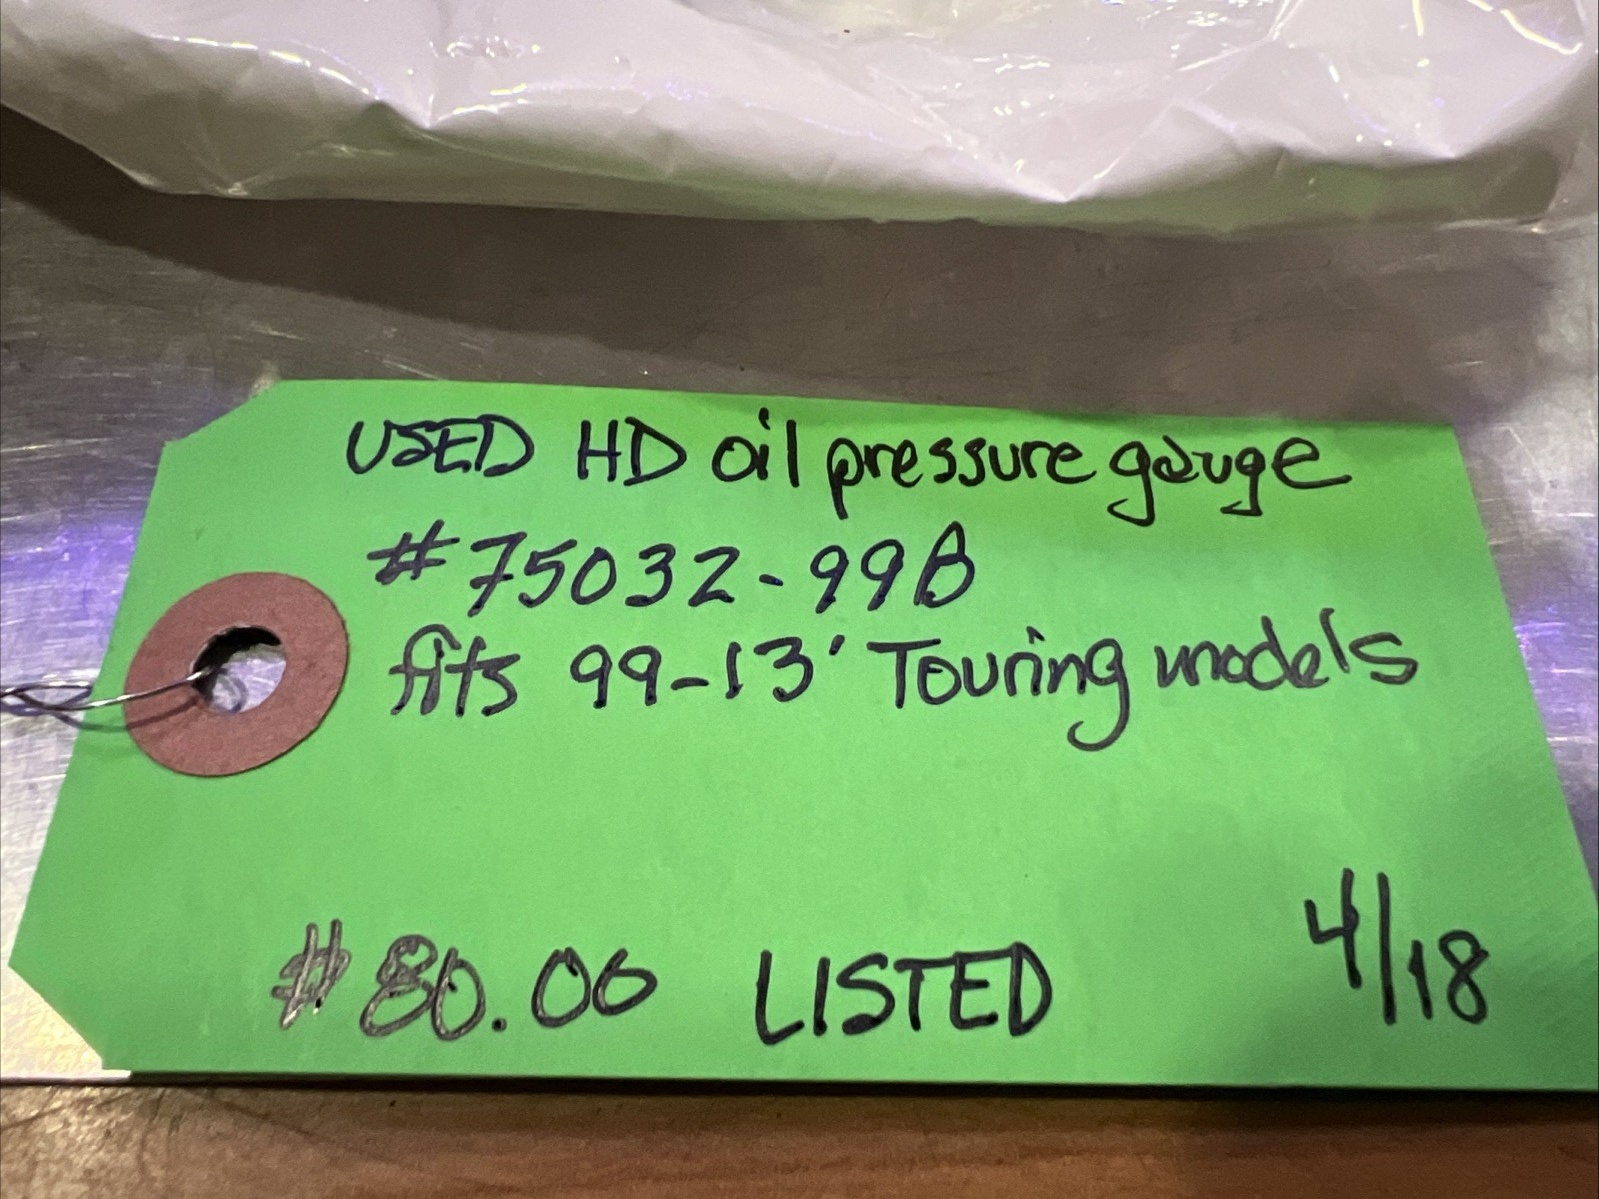 USED HD oil pressure gauge
#75032-99B
fits 99-13' Touring models
$80.00 LISTED 4/18